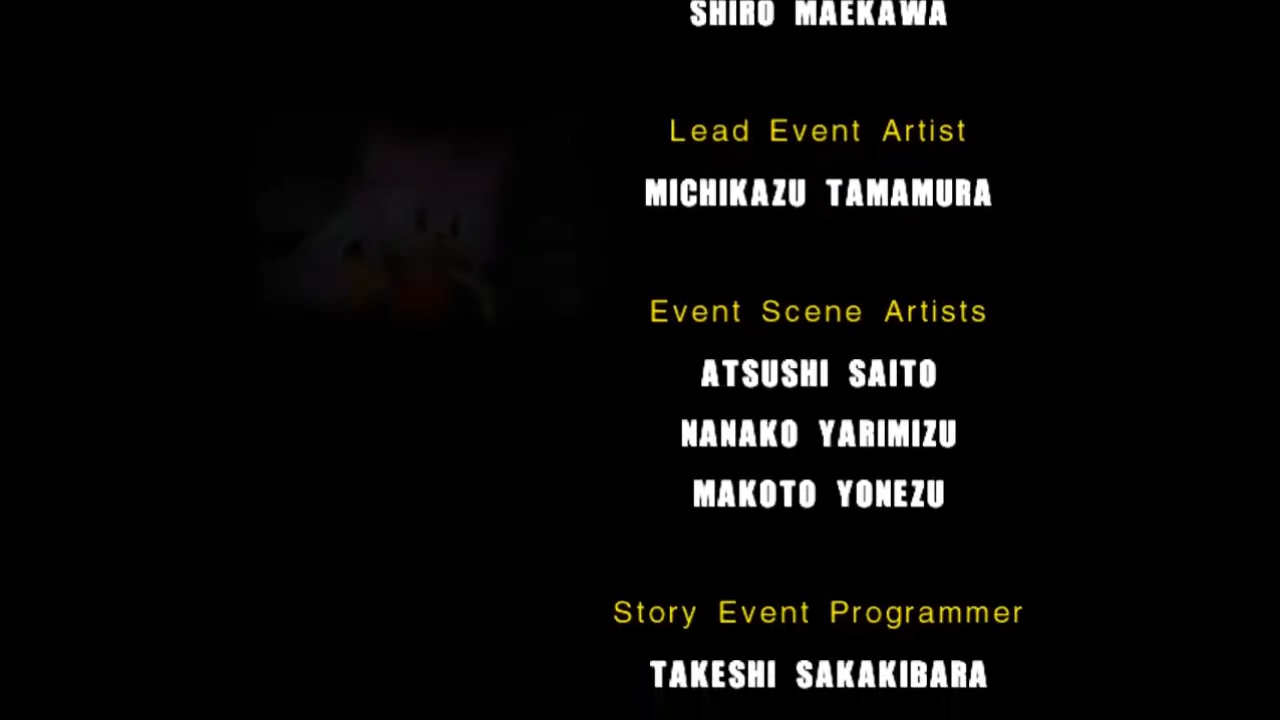 SHIRO MAEKAWA
Lead Event Artist
MICHIKAZU TAMAMURA
Event Scene Artists
ATSUSHI SAITO
NANAKO YARIMIZU
MAKOTO YONEZU
Story Event Programmer
TAKESHI SAKAKIBARA